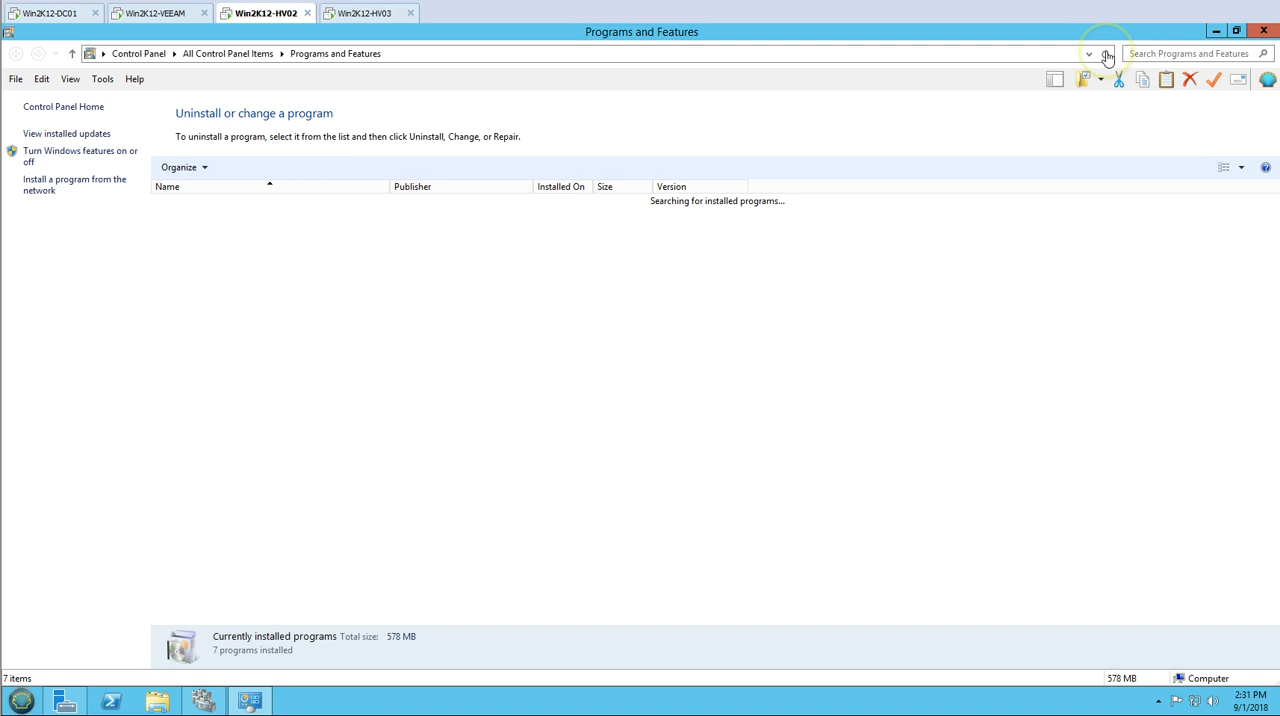 Win2K12-DC01 Win2K12-VEEAM Win2K12-HV02 Win2K12-HV03
Programs and Features
Control Panel All Control Panel Items Programs and Features Search Programs and Features
File Edit View Tools Help
Control Panel Home
View installed updates
Turn Windows features on or
off
Install a program from the
network
Uninstall or change a program
To uninstall a program, select it from the list and then click Uninstall, Change, or Repair.
Organize
Name Publisher Installed On Size Version
Searching for installed programs...
Currently installed programs Total size: 578 MB
7 programs installed
7 items 578 MB Computer
2:31 PM
9/1/2018